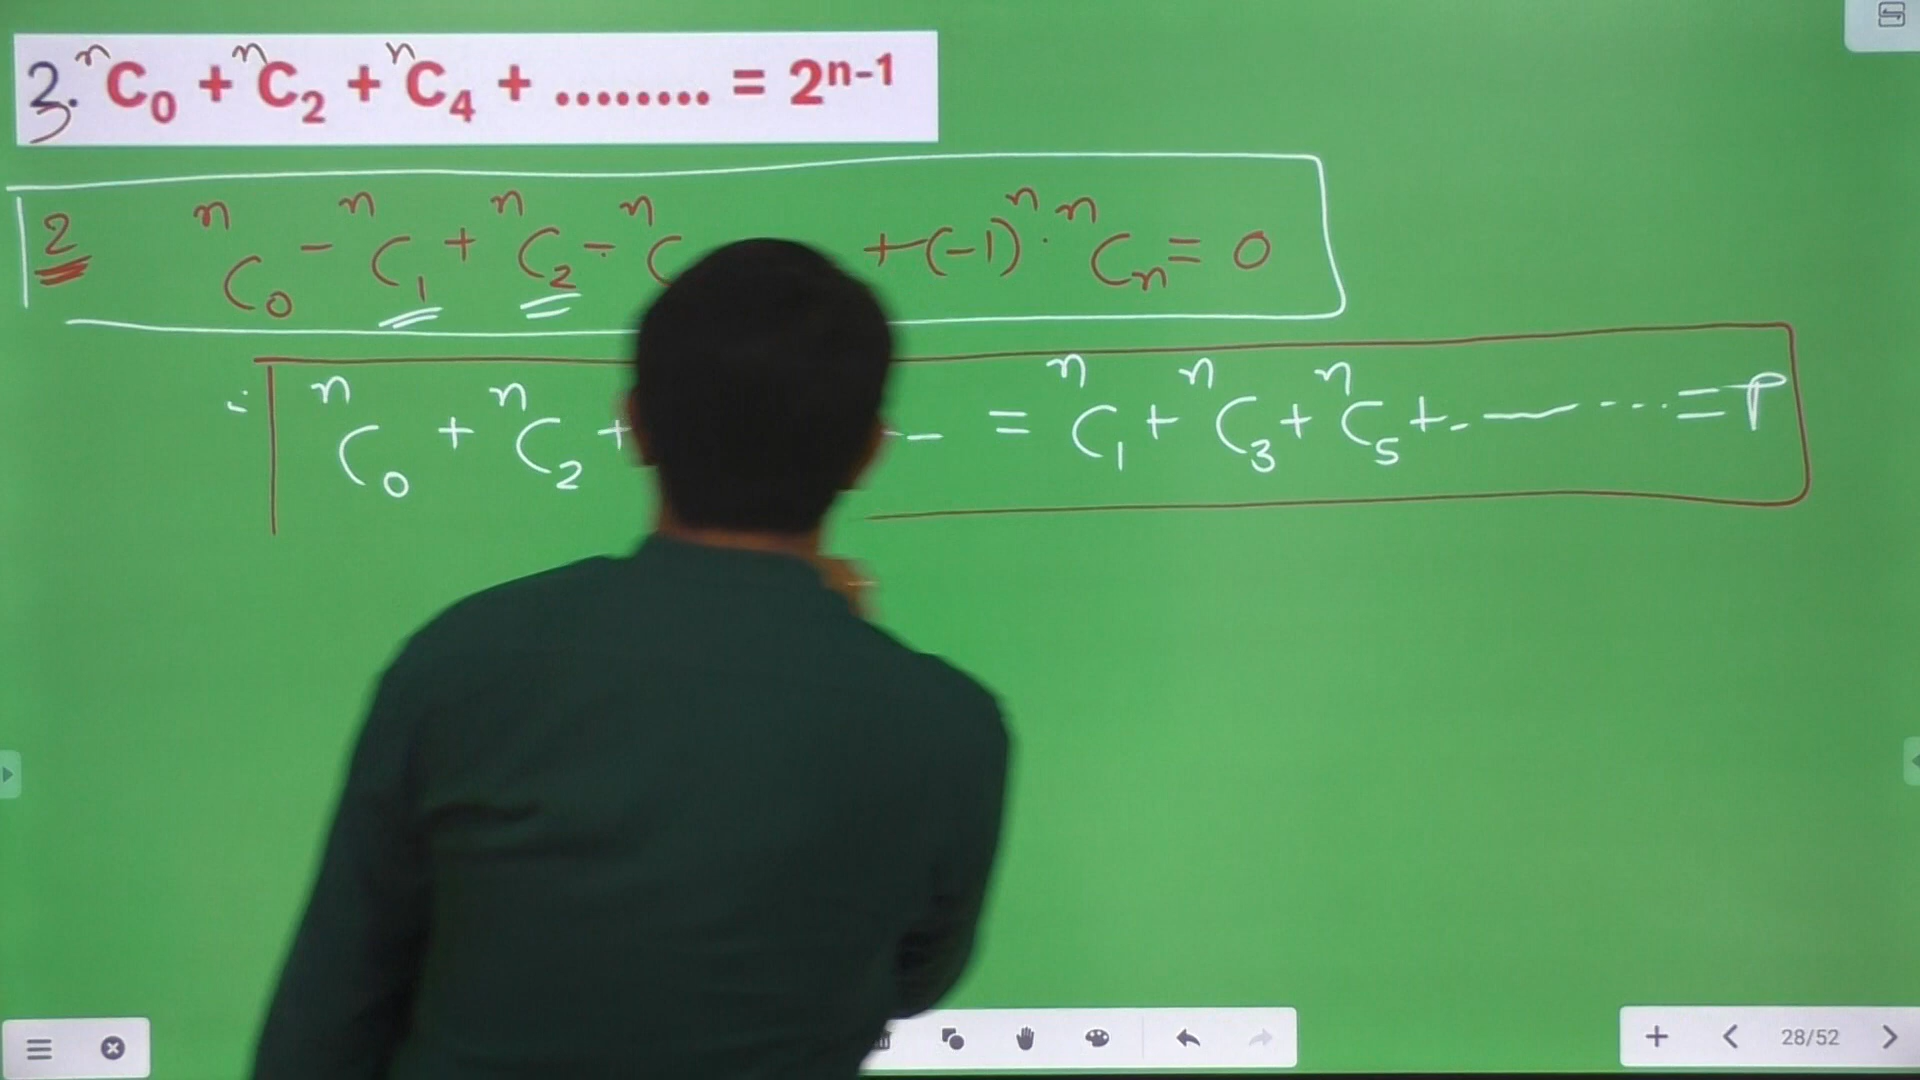 3. ⁿC₀ + ⁿC₂ + ⁿC₄ + ........ = 2ⁿ⁻¹
2 ⁿC₀ - ⁿC₁ + ⁿC₂ - ⁿC +(-1)ⁿ · ⁿCₙ = 0
∴ ⁿC₀ + ⁿC₂ + -- = ⁿC₁ + ⁿC₃ + ⁿC₅ + . — ... = P
28/52